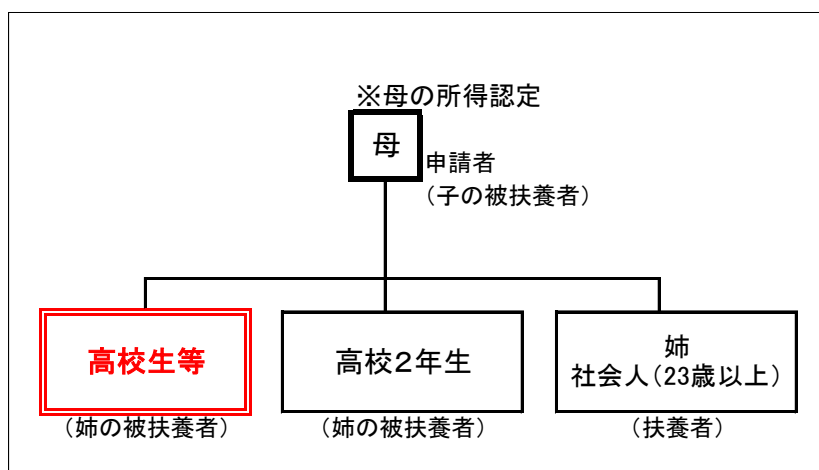 ※母の所得認定
母
申請者
（子の被扶養者）
高校生等
高校２年生
姉
社会人（23歳以上）
（姉の被扶養者）
（姉の被扶養者）
（扶養者）